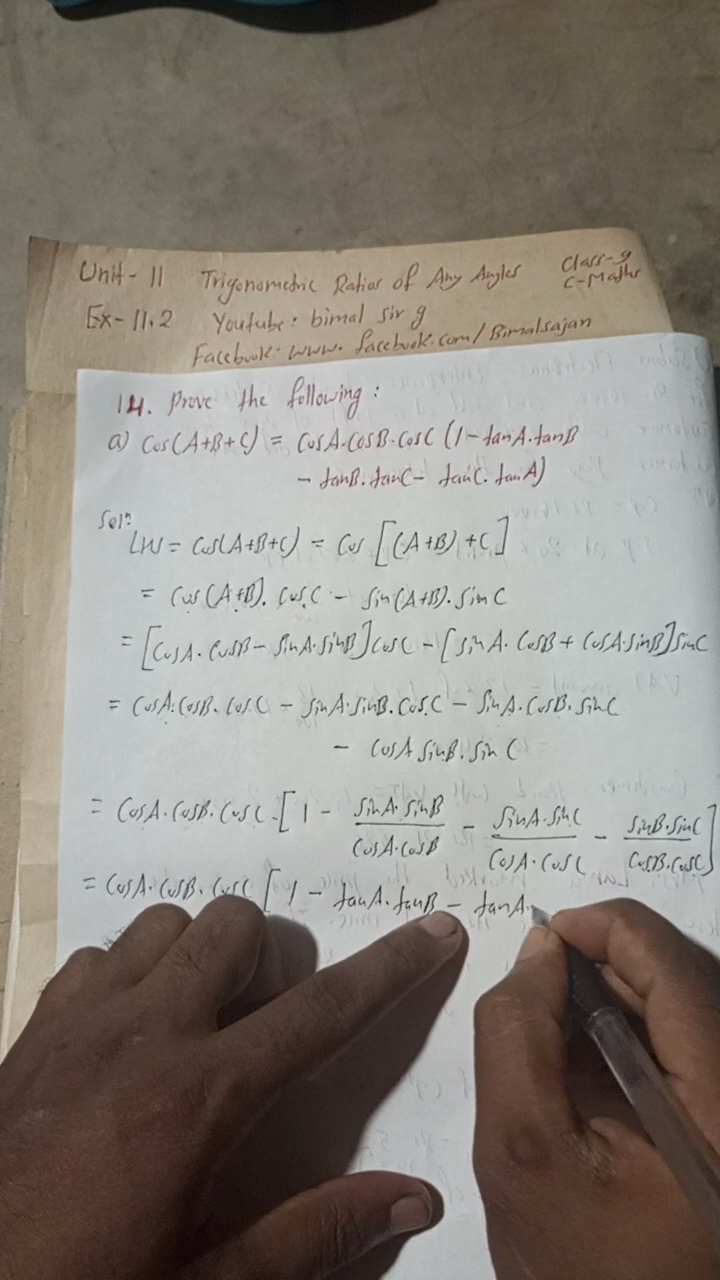 Unit- 11 Trigonometric Ratios of Any Angles Class-9
C-Maths
Ex- 11.2 Youtube: bimal sir g
Facebook: www. facebook.com/Bimalsajan
14. Prove the following:
a) Cos(A+B+C) = CosA.CosB.CosC (1-tanA.tanB
- tanB.tanC- tanC.tanA)
Solⁿ:
LHS = Cos(A+B+C) = Cos [(A+B)+C]
= Cos(A+B). Cos.C - Sin(A+B).SinC
= [CosA.CosB- SinA.SinB]CosC - [SinA. CosB+ CosA.SinB]SinC
= CosA.CosB.Cos.C - SinA.SinB.Cos.C - SinA.CosB.SinC
- CosA SinB.SinC
= CosA.CosB.CosC.[1 - SinA.SinB/CosA.CosB - SinA.SinC/CosA.CosC - SinB.SinC/CosB.CosC]
= CosA.CosB.CosC [1 - tanA.tanB - tanA.